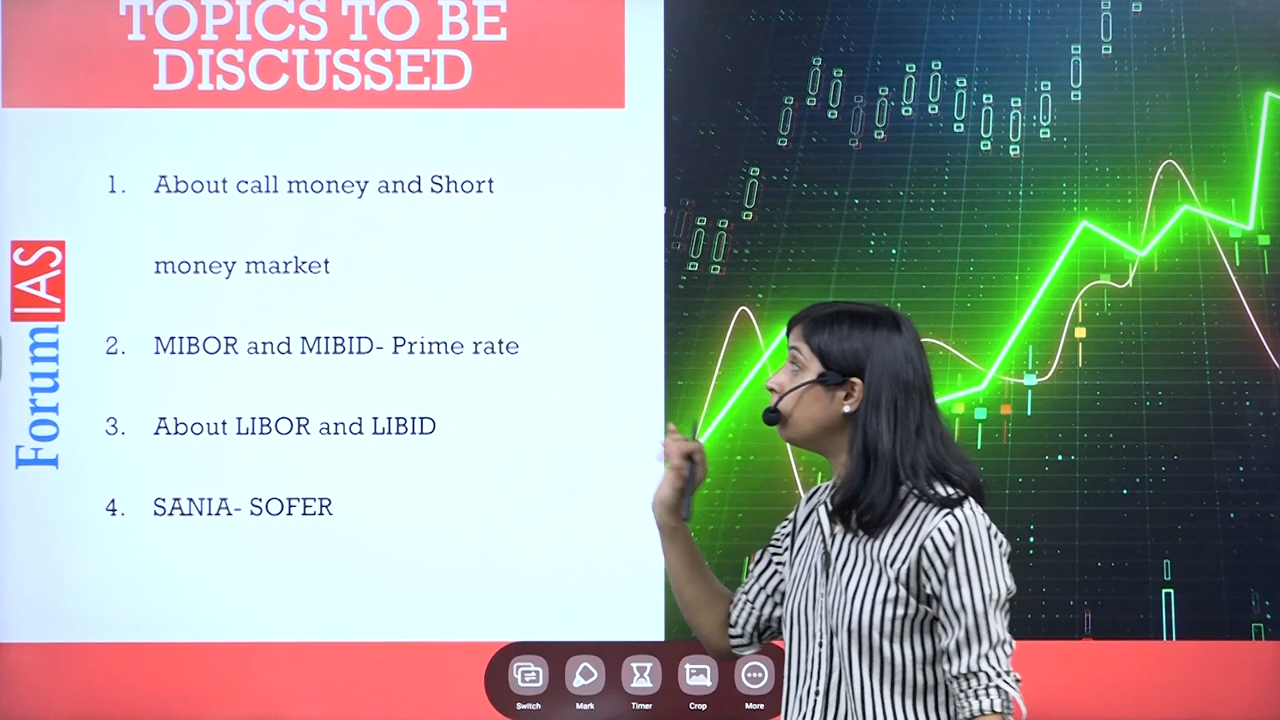 TOPICS TO BE
DISCUSSED
1. About call money and Short
money market
2. MIBOR and MIBID- Prime rate
3. About LIBOR and LIBID
4. SANIA- SOFER
ForumIAS
Switch
Mark
Timer
Crop
More